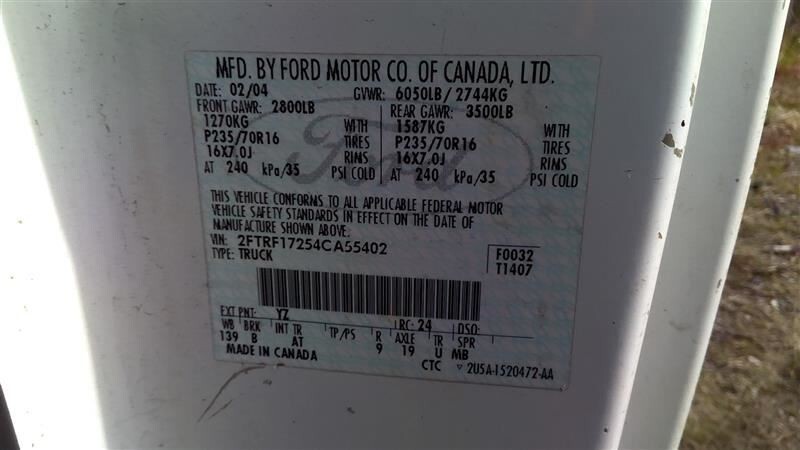 MFD. BY FORD MOTOR CO. OF CANADA, LTD.
DATE: 02/04 GVWR: 6050LB/2744KG
FRONT GAWR: 2800LB REAR GAWR: 3500LB
1270KG WITH 1587KG WITH
P235/70R16 TIRES P235/70R16 TIRES
16X7.0J RIMS 16X7.0J RIMS
AT 240 kPa/35 PSI COLD AT 240 kPa/35 PSI COLD
Ford
THIS VEHICLE CONFORMS TO ALL APPLICABLE FEDERAL MOTOR
VEHICLE SAFETY STANDARDS IN EFFECT ON THE DATE OF
MANUFACTURE SHOWN ABOVE.
VIN: 2FTRF17254CA55402 F0032
TYPE: TRUCK T1407
EXT PNT: YZ RC: 24 DSO:
WB BRK INT TR TP/PS R AXLE TR SPR
139 B AT 9 19 U MB
MADE IN CANADA CTC ▽ 2U5A-1520472-AA